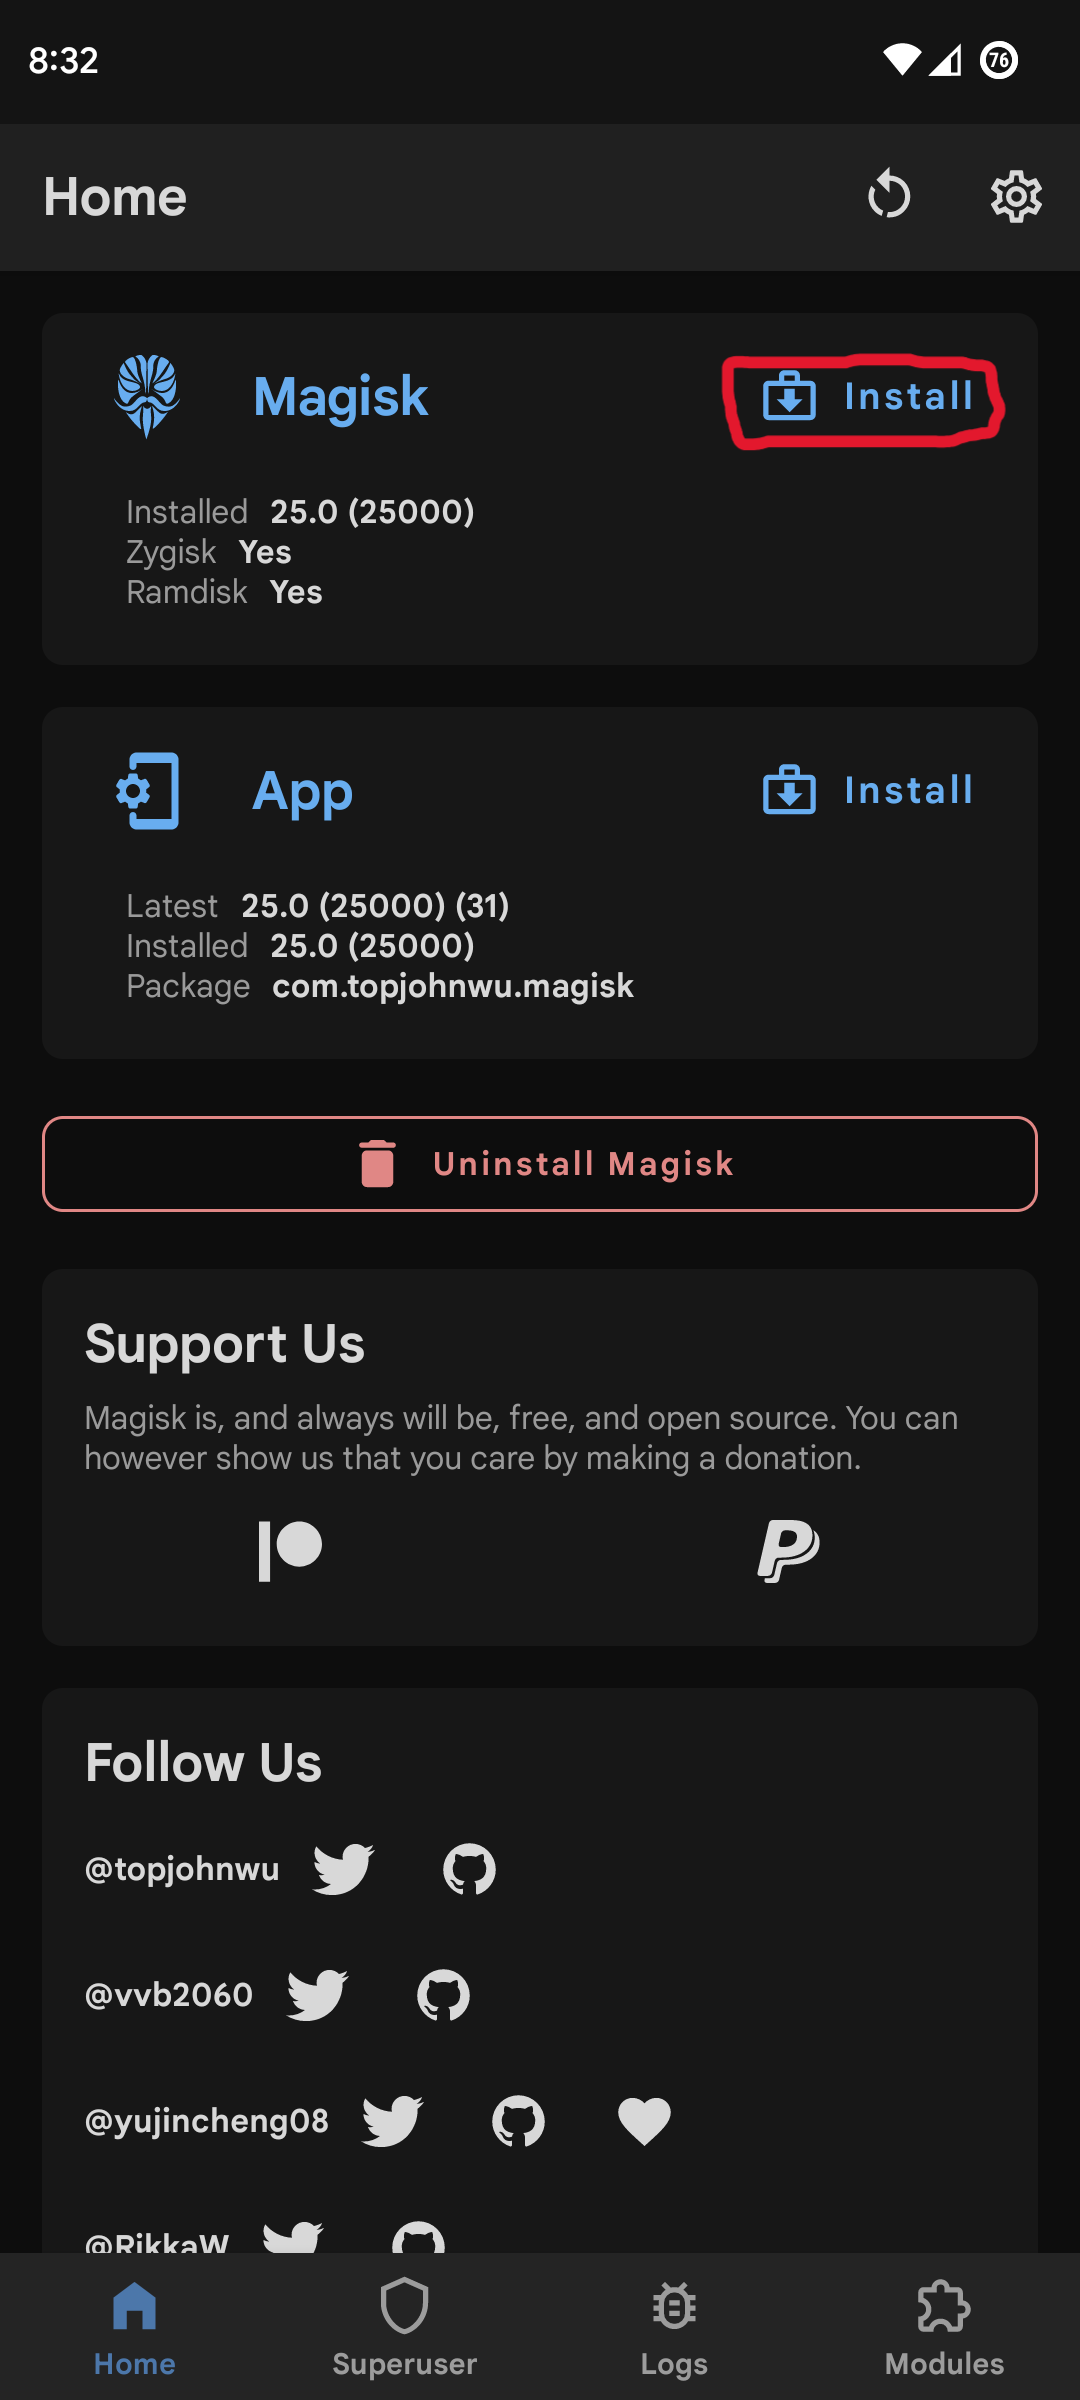 8:32
76
Home
Magisk
Install
Installed 25.0 (25000)
Zygisk Yes
Ramdisk Yes
App
Install
Latest 25.0 (25000) (31)
Installed 25.0 (25000)
Package com.topjohnwu.magisk
Uninstall Magisk
Support Us
Magisk is, and always will be, free, and open source. You can
however show us that you care by making a donation.
Follow Us
@topjohnwu
@vvb2060
@yujincheng08
@RikkaW
Home Superuser Logs Modules